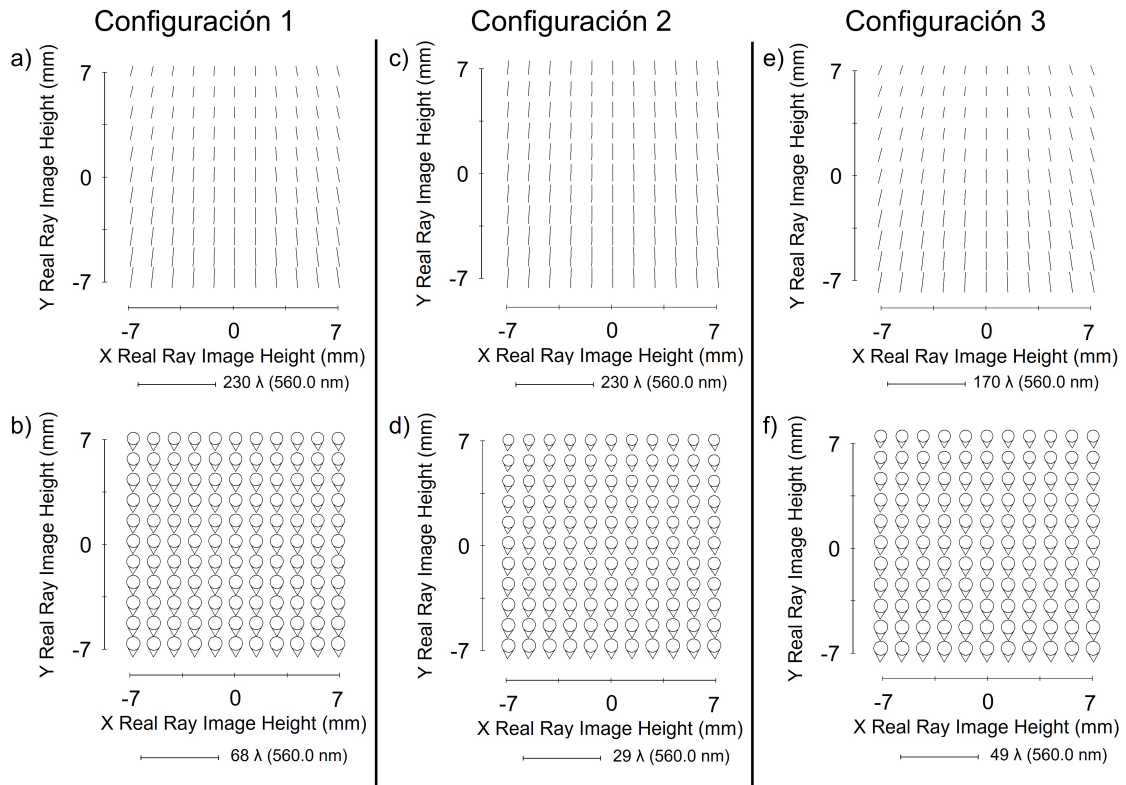 Configuración 1
Configuración 2
Configuración 3
a)
Y Real Ray Image Height (mm)
7
0
-7
-7 0 7
X Real Ray Image Height (mm)
230 λ (560.0 nm)
c)
Y Real Ray Image Height (mm)
7
0
-7
-7 0 7
X Real Ray Image Height (mm)
230 λ (560.0 nm)
e)
Y Real Ray Image Height (mm)
7
0
-7
-7 0 7
X Real Ray Image Height (mm)
170 λ (560.0 nm)
b)
Y Real Ray Image Height (mm)
7
0
-7
-7 0 7
X Real Ray Image Height (mm)
68 λ (560.0 nm)
d)
Y Real Ray Image Height (mm)
7
0
-7
-7 0 7
X Real Ray Image Height (mm)
29 λ (560.0 nm)
f)
Y Real Ray Image Height (mm)
7
0
-7
-7 0 7
X Real Ray Image Height (mm)
49 λ (560.0 nm)